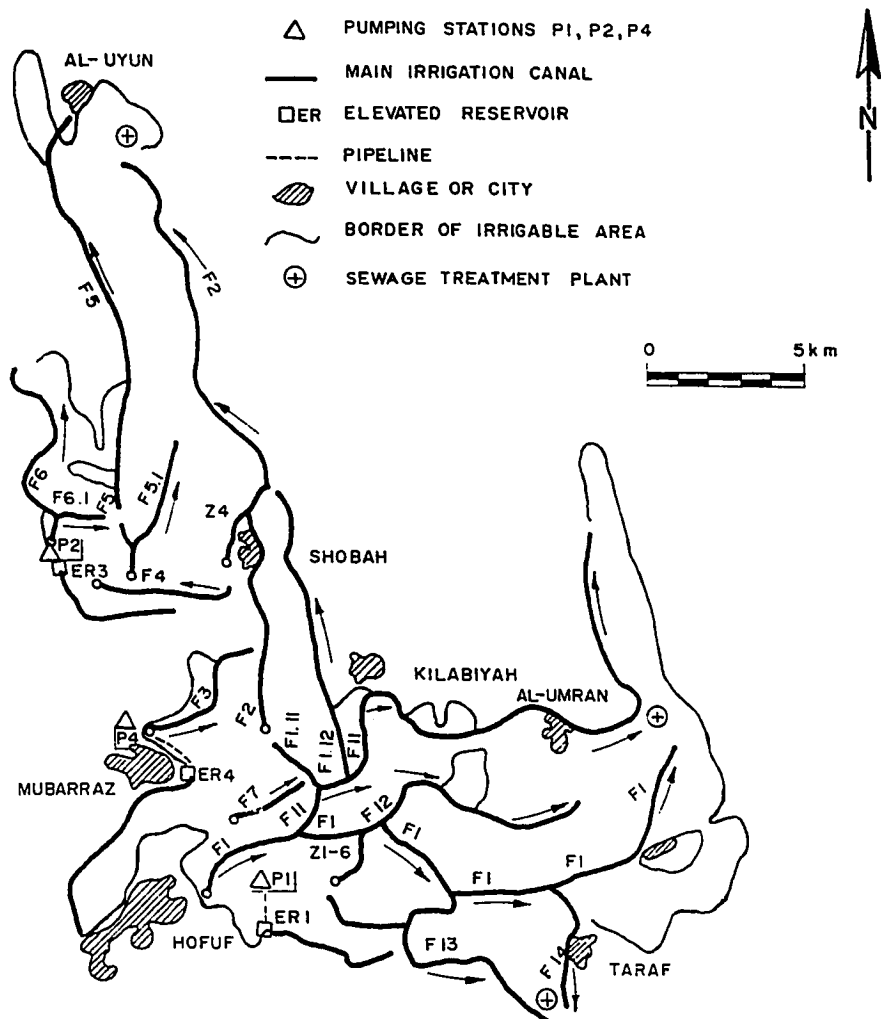 PUMPING STATIONS P1, P2, P4
AL-UYUN
MAIN IRRIGATION CANAL
ER ELEVATED RESERVOIR
N
PIPELINE
VILLAGE OR CITY
BORDER OF IRRIGABLE AREA
SEWAGE TREATMENT PLANT
F2
F5
0 5km
F6
F6.1
F5
F5.1
Z4
P2
ER3
F4
SHOBAH
KILABIYAH
AL-UMRAN
F3
F2
P4
F1.11
F1.12
F11
ER4
MUBARRAZ
F7
F11
F1
F12
F1
F1
F1
Z1-6
F1
F1
P1
ER1
HOFUF
F13
F14
TARAF